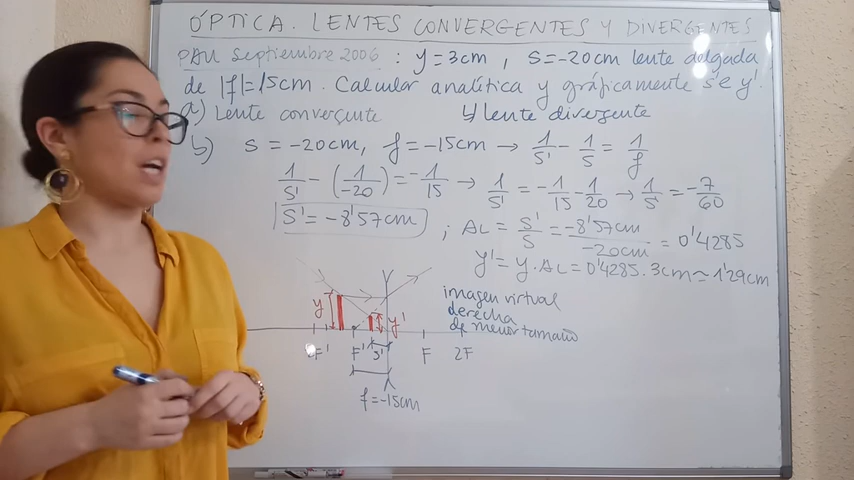 ÓPTICA. LENTES CONVERGENTES Y DIVERGENTES
PAU Septiembre 2006 : y=3cm , s=-20cm lente delgada
de |f|=15cm. Calcular analítica y gráficamente s' e y'.
a) Lente convergente b) lente divergente
b) s = -20cm, f = -15cm → 1/s' - 1/s = 1/f
1/s' - (1/-20) = -1/15 → 1/s' = -1/15 - 1/20 → 1/s' = -7/60
s' = -8'57cm ; AL = s'/s = -8'57cm/-20cm = 0'4285
y' = y · AL = 0'4285 · 3cm ≃ 1'29cm
imagen virtual
derecha
de menor tamaño
y y'
2F' F' s' F 2F
f = -15cm